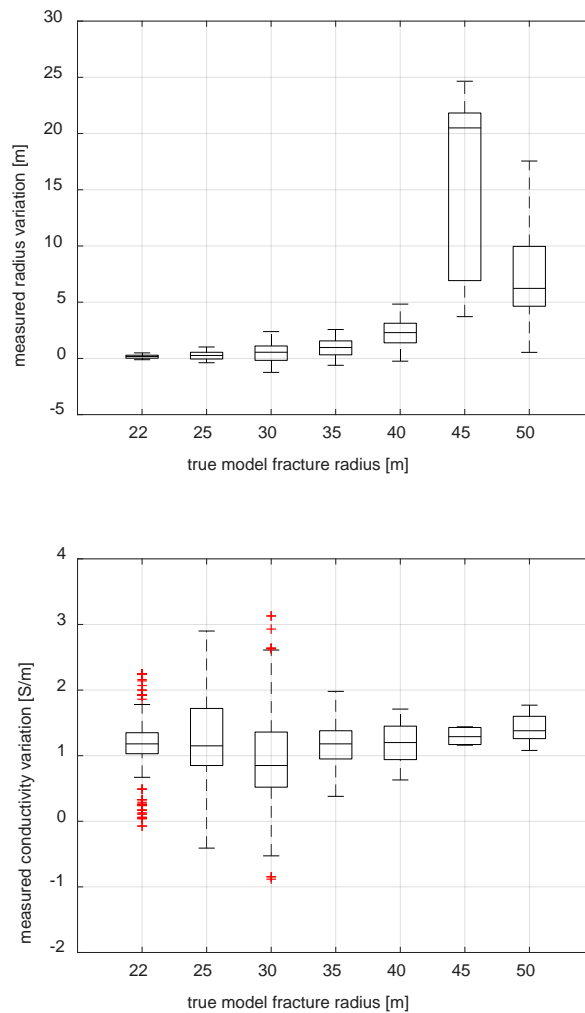 30
25
20
15
10
5
0
-5
measured radius variation [m]
22 25 30 35 40 45 50
true model fracture radius [m]
4
3
2
1
0
-1
-2
measured conductivity variation [S/m]
22 25 30 35 40 45 50
true model fracture radius [m]